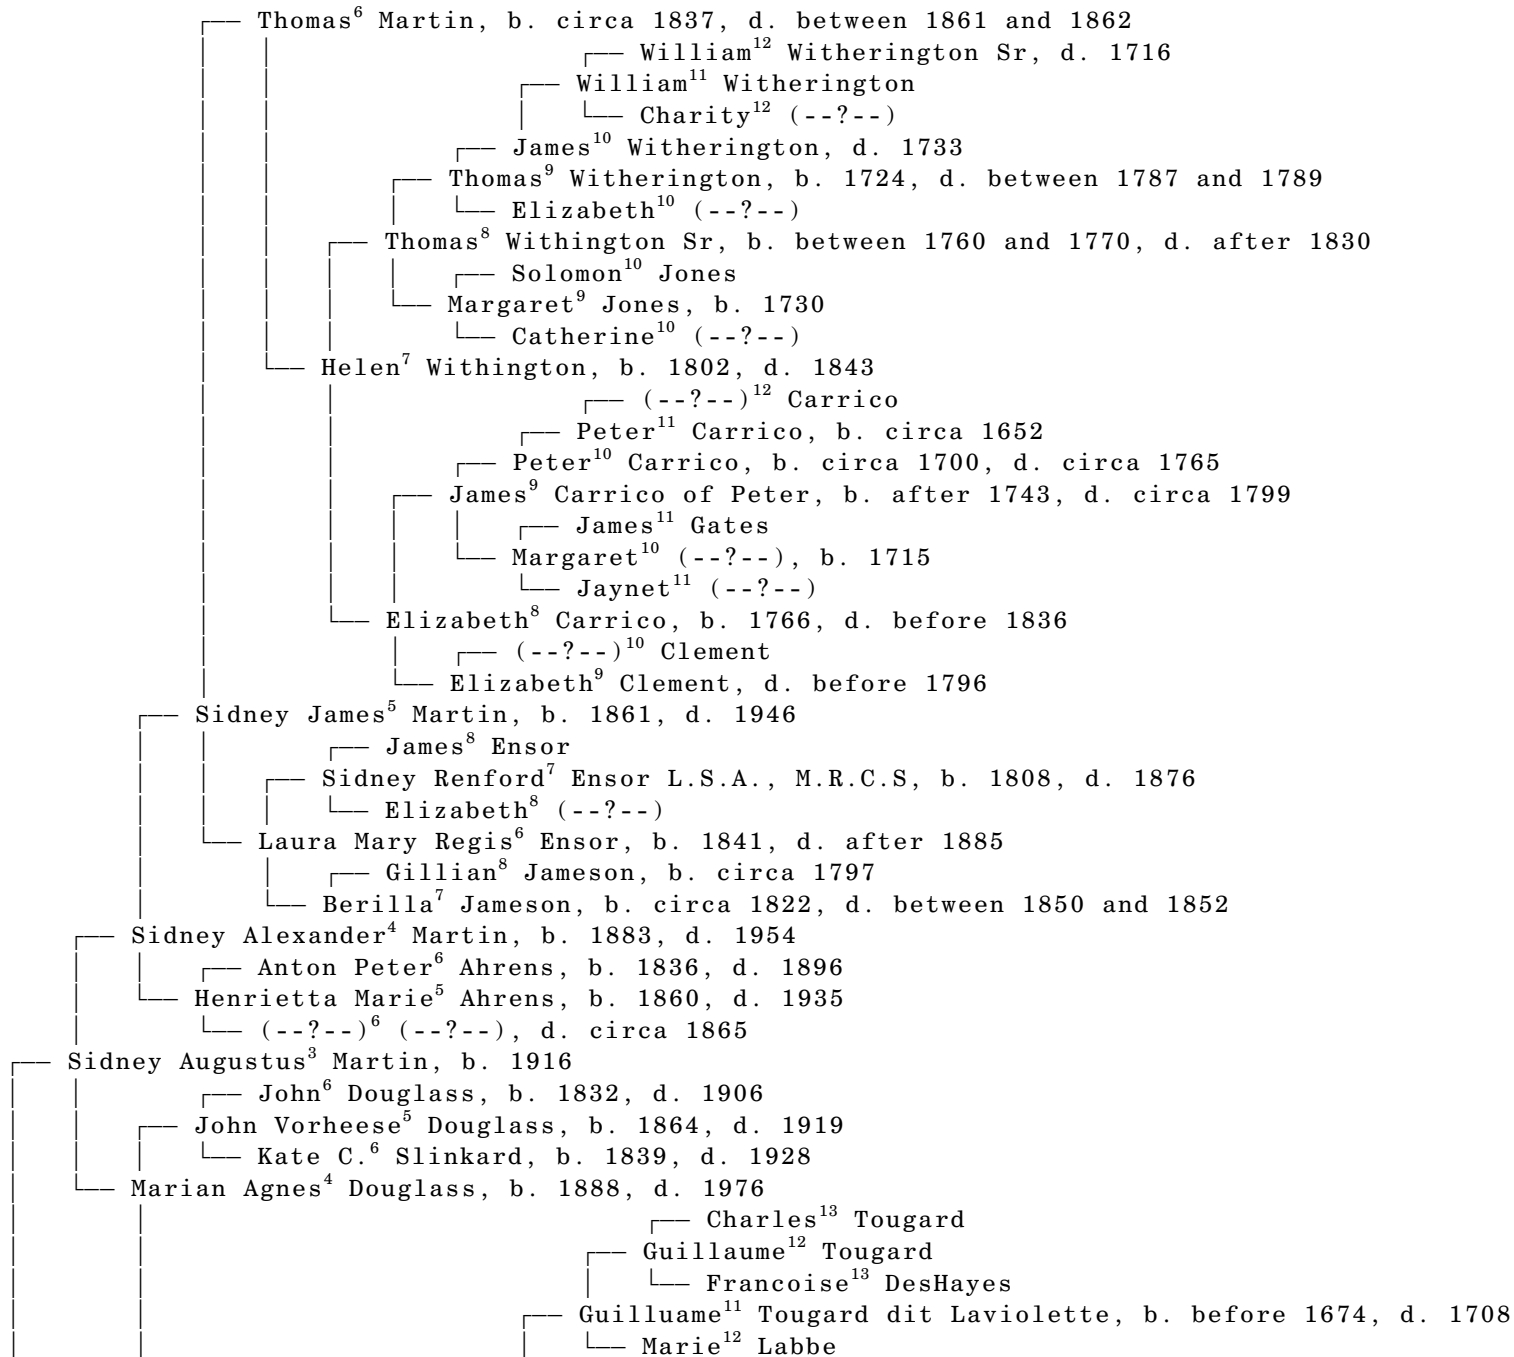 Thomas⁶ Martin, b. circa 1837, d. between 1861 and 1862
William¹² Witherington Sr, d. 1716
William¹¹ Witherington
Charity¹² (--?--)
James¹⁰ Witherington, d. 1733
Thomas⁹ Witherington, b. 1724, d. between 1787 and 1789
Elizabeth¹⁰ (--?--)
Thomas⁸ Withington Sr, b. between 1760 and 1770, d. after 1830
Solomon¹⁰ Jones
Margaret⁹ Jones, b. 1730
Catherine¹⁰ (--?--)
Helen⁷ Withington, b. 1802, d. 1843
(--?--)¹² Carrico
Peter¹¹ Carrico, b. circa 1652
Peter¹⁰ Carrico, b. circa 1700, d. circa 1765
James⁹ Carrico of Peter, b. after 1743, d. circa 1799
James¹¹ Gates
Margaret¹⁰ (--?--), b. 1715
Jaynet¹¹ (--?--)
Elizabeth⁸ Carrico, b. 1766, d. before 1836
(--?--)¹⁰ Clement
Elizabeth⁹ Clement, d. before 1796
Sidney James⁵ Martin, b. 1861, d. 1946
James⁸ Ensor
Sidney Renford⁷ Ensor L.S.A., M.R.C.S, b. 1808, d. 1876
Elizabeth⁸ (--?--)
Laura Mary Regis⁶ Ensor, b. 1841, d. after 1885
Gillian⁸ Jameson, b. circa 1797
Berilla⁷ Jameson, b. circa 1822, d. between 1850 and 1852
Sidney Alexander⁴ Martin, b. 1883, d. 1954
Anton Peter⁶ Ahrens, b. 1836, d. 1896
Henrietta Marie⁵ Ahrens, b. 1860, d. 1935
(--?--)⁶ (--?--), d. circa 1865
Sidney Augustus³ Martin, b. 1916
John⁶ Douglass, b. 1832, d. 1906
John Vorheese⁵ Douglass, b. 1864, d. 1919
Kate C.⁶ Slinkard, b. 1839, d. 1928
Marian Agnes⁴ Douglass, b. 1888, d. 1976
Charles¹³ Tougard
Guillaume¹² Tougard
Francoise¹³ DesHayes
Guilluame¹¹ Tougard dit Laviolette, b. before 1674, d. 1708
Marie¹² Labbe